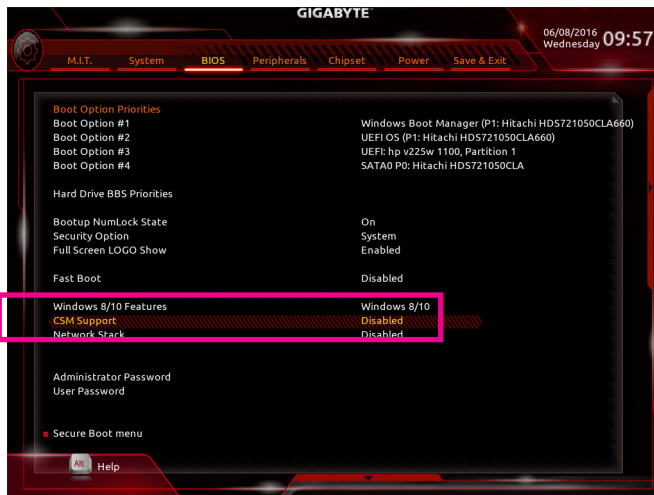 GIGABYTE™
06/08/2016
Wednesday
09:57
M.I.T. System BIOS Peripherals Chipset Power Save & Exit
Boot Option Priorities
Boot Option #1 Windows Boot Manager (P1: Hitachi HDS721050CLA660)
Boot Option #2 UEFI OS (P1: Hitachi HDS721050CLA660)
Boot Option #3 UEFI: hp v225w 1100, Partition 1
Boot Option #4 SATA0 P0: Hitachi HDS721050CLA
Hard Drive BBS Priorities
Bootup NumLock State On
Security Option System
Full Screen LOGO Show Enabled
Fast Boot Disabled
Windows 8/10 Features Windows 8/10
CSM Support Disabled
Network Stack Disabled
Administrator Password
User Password
Secure Boot menu
Alt Help